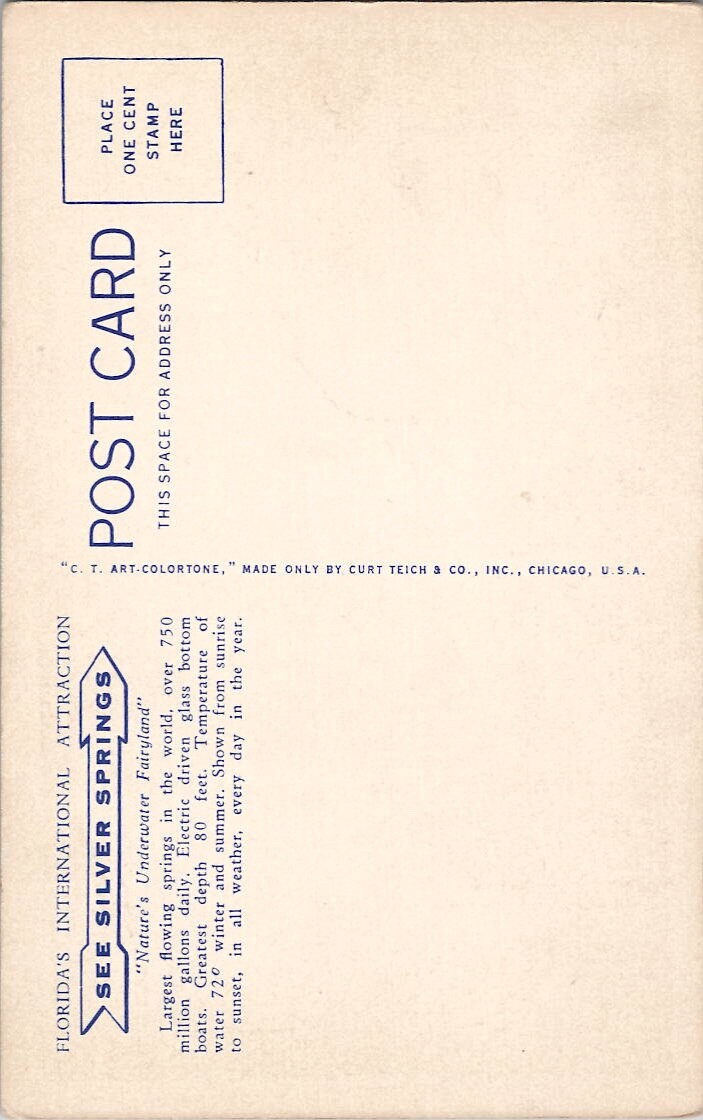 FLORIDA'S INTERNATIONAL ATTRACTION
SEE SILVER SPRINGS
"Nature's Underwater Fairyland"
Largest flowing springs in the world, over 750
million gallons daily. Electric driven glass bottom
boats. Greatest depth 80 feet. Temperature of
water 72° winter and summer. Shown from sunrise
to sunset, in all weather, every day in the year.
"C. T. ART-COLORTONE," MADE ONLY BY CURT TEICH & CO., INC., CHICAGO, U.S.A.
POST CARD
THIS SPACE FOR ADDRESS ONLY
PLACE
ONE CENT
STAMP
HERE